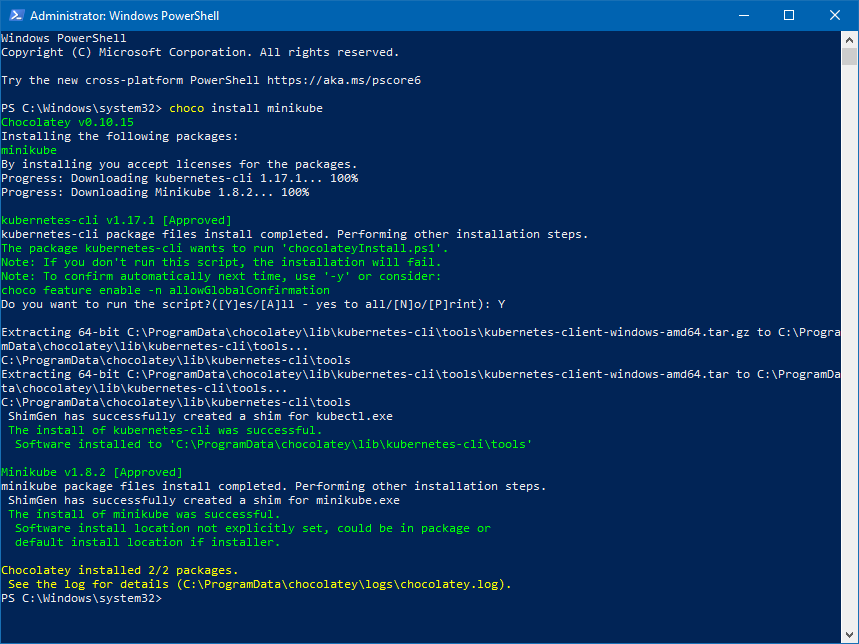 Administrator: Windows PowerShell
Windows PowerShell
Copyright (C) Microsoft Corporation. All rights reserved.
Try the new cross-platform PowerShell https://aka.ms/pscore6
PS C:\Windows\system32> choco install minikube
Chocolatey v0.10.15
Installing the following packages:
minikube
By installing you accept licenses for the packages.
Progress: Downloading kubernetes-cli 1.17.1... 100%
Progress: Downloading Minikube 1.8.2... 100%
kubernetes-cli v1.17.1 [Approved]
kubernetes-cli package files install completed. Performing other installation steps.
The package kubernetes-cli wants to run 'chocolateyInstall.ps1'.
Note: If you don't run this script, the installation will fail.
Note: To confirm automatically next time, use '-y' or consider:
choco feature enable -n allowGlobalConfirmation
Do you want to run the script?([Y]es/[A]ll - yes to all/[N]o/[P]rint): Y
Extracting 64-bit C:\ProgramData\chocolatey\lib\kubernetes-cli\tools\kubernetes-client-windows-amd64.tar.gz to C:\Progra
mData\chocolatey\lib\kubernetes-cli\tools...
C:\ProgramData\chocolatey\lib\kubernetes-cli\tools
Extracting 64-bit C:\ProgramData\chocolatey\lib\kubernetes-cli\tools\kubernetes-client-windows-amd64.tar to C:\ProgramDa
ta\chocolatey\lib\kubernetes-cli\tools...
C:\ProgramData\chocolatey\lib\kubernetes-cli\tools
ShimGen has successfully created a shim for kubectl.exe
The install of kubernetes-cli was successful.
Software installed to 'C:\ProgramData\chocolatey\lib\kubernetes-cli\tools'
Minikube v1.8.2 [Approved]
minikube package files install completed. Performing other installation steps.
ShimGen has successfully created a shim for minikube.exe
The install of minikube was successful.
Software install location not explicitly set, could be in package or
default install location if installer.
Chocolatey installed 2/2 packages.
See the log for details (C:\ProgramData\chocolatey\logs\chocolatey.log).
PS C:\Windows\system32>